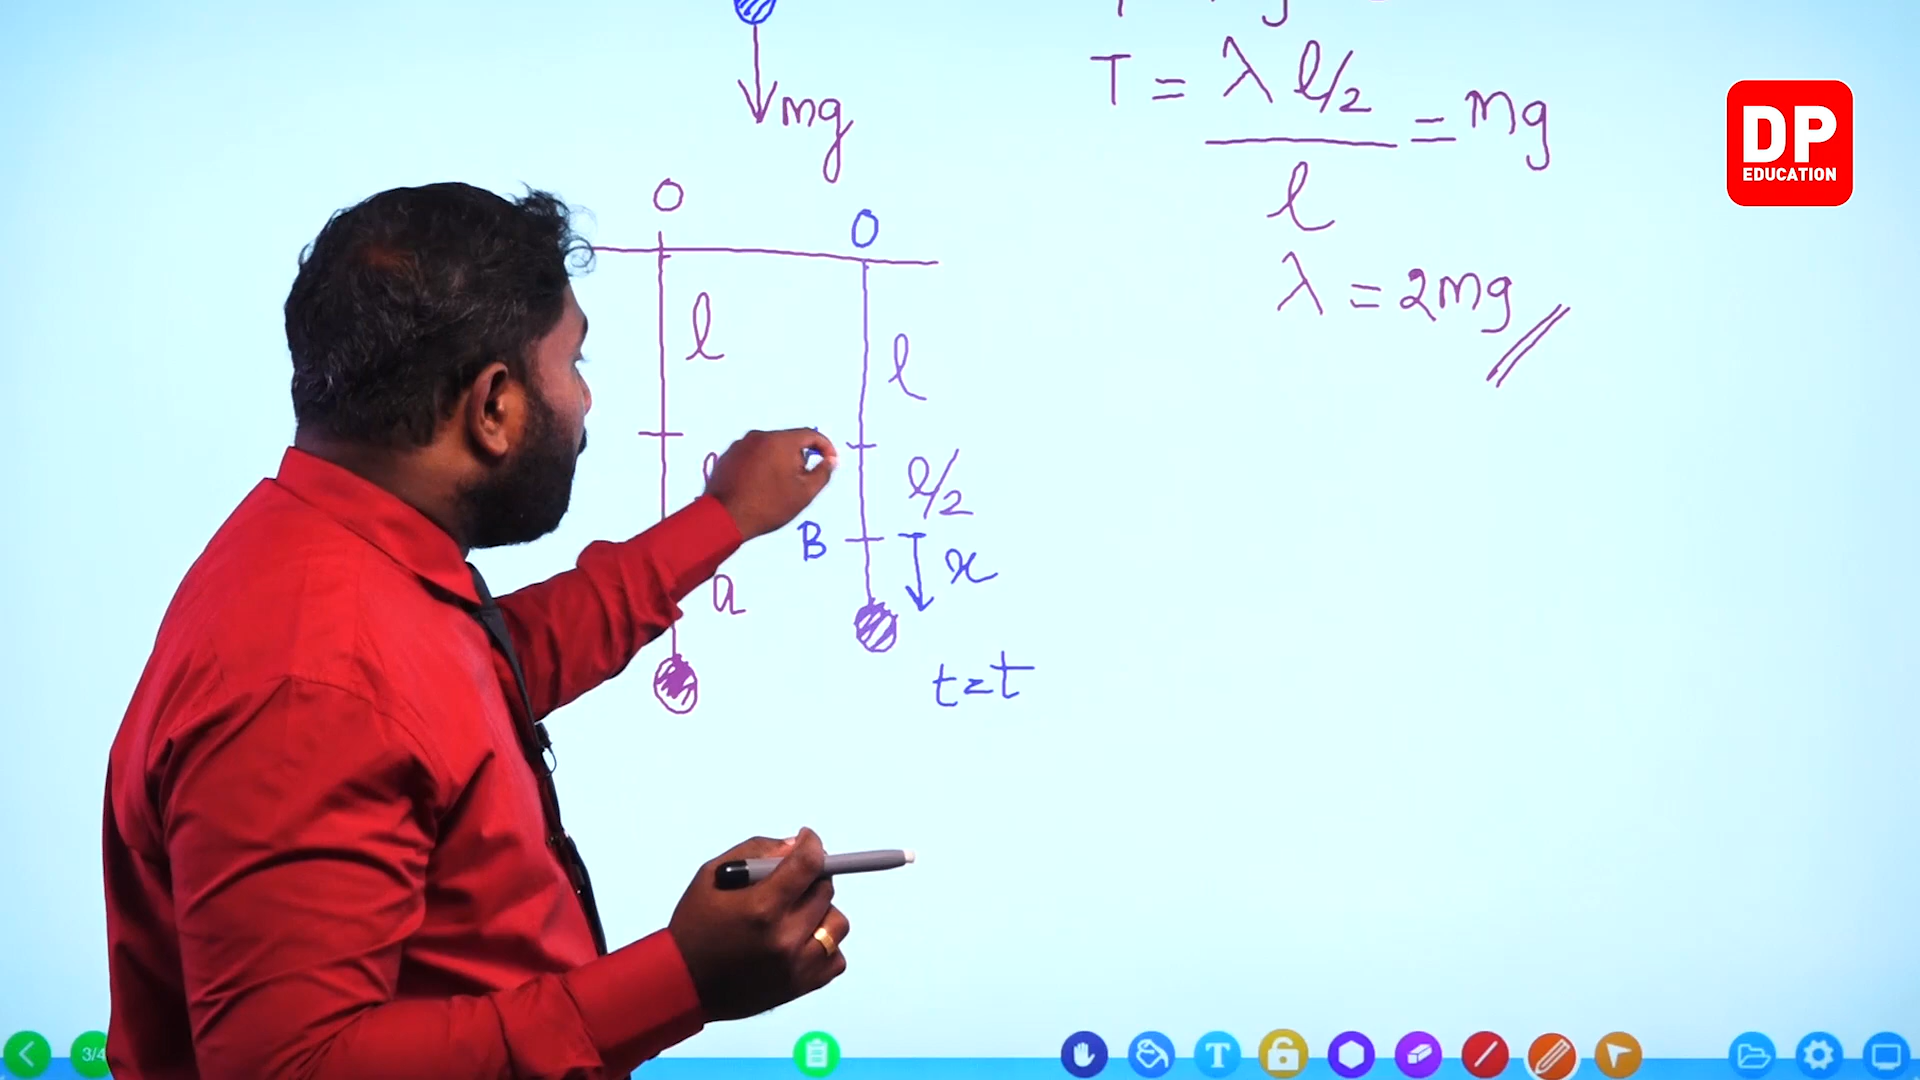 mg
T = λ l/2 / l = mg
DP
EDUCATION
O
O
l
l
λ = 2mg
l/2
B
x
a
t=t
3/4
T